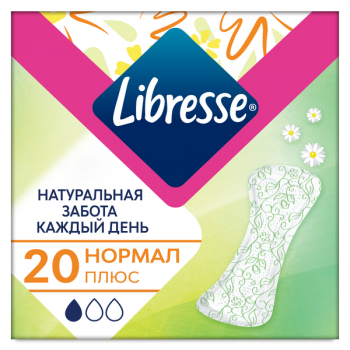 Libresse®
НАТУРАЛЬНАЯ
ЗАБОТА
КАЖДЫЙ ДЕНЬ
20 НОРМАЛ
ПЛЮС